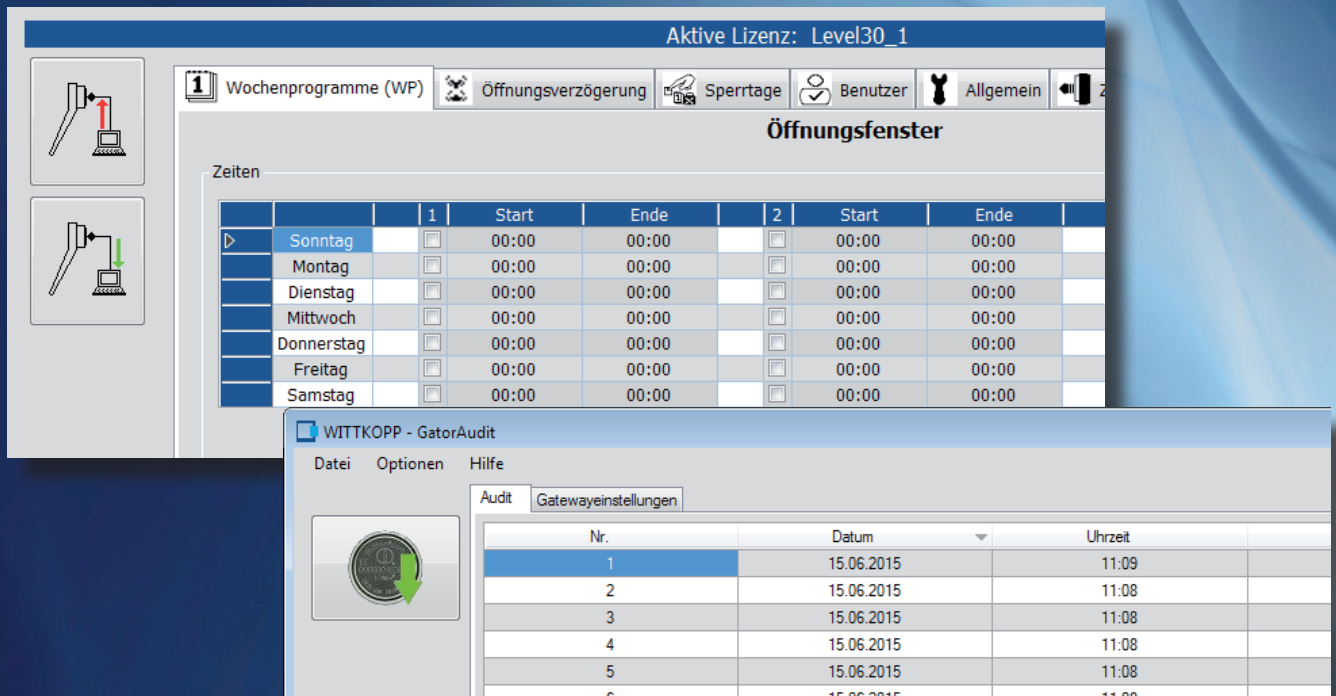 Aktive Lizenz: Level30_1
1 Wochenprogramme (WP) Öffnungsverzögerung Sperrtage Benutzer Allgemein
Öffnungsfenster
Zeiten
1 Start Ende 2 Start Ende
Sonntag 00:00 00:00 00:00 00:00
Montag 00:00 00:00 00:00 00:00
Dienstag 00:00 00:00 00:00 00:00
Mittwoch 00:00 00:00 00:00 00:00
Donnerstag 00:00 00:00 00:00 00:00
Freitag 00:00 00:00 00:00 00:00
Samstag 00:00 00:00 00:00 00:00
WITTKOPP - GatorAudit
Datei Optionen Hilfe
Audit Gatewayeinstellungen
Nr. Datum Uhrzeit
1 15.06.2015 11:09
2 15.06.2015 11:08
3 15.06.2015 11:08
4 15.06.2015 11:08
5 15.06.2015 11:08